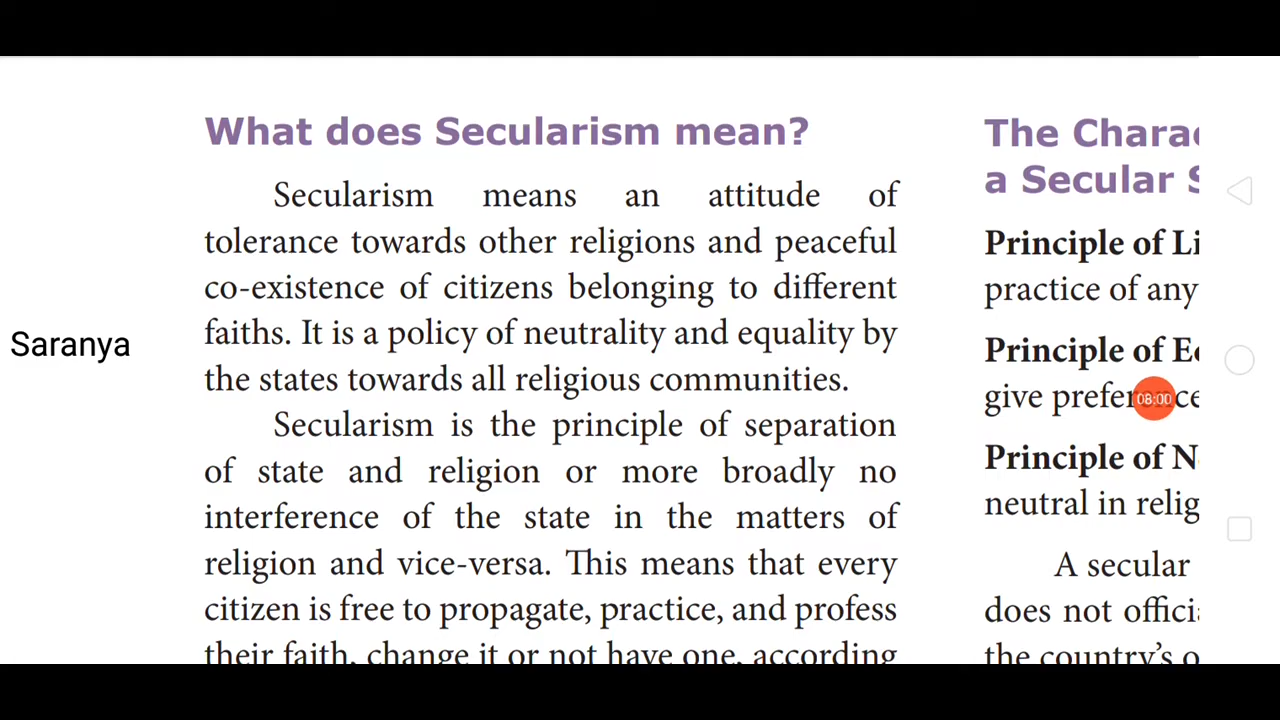 What does Secularism mean?
Secularism means an attitude of
tolerance towards other religions and peaceful
co-existence of citizens belonging to different
faiths. It is a policy of neutrality and equality by
the states towards all religious communities.
Secularism is the principle of separation
of state and religion or more broadly no
interference of the state in the matters of
religion and vice-versa. This means that every
citizen is free to propagate, practice, and profess
their faith, change it or not have one, according
Saranya
The Charac
a Secular S
Principle of Li
practice of any
Principle of Eq
give preference
08:00
Principle of N
neutral in relig
A secular
does not offici
the country's o